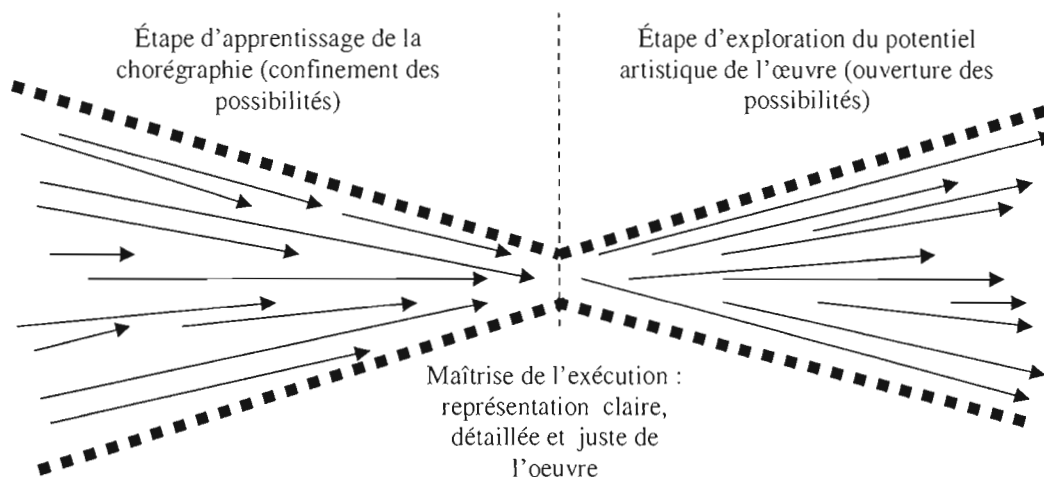 Étape d'apprentissage de la
chorégraphie (confinement des
possibilités)
Étape d'exploration du potentiel
artistique de l'œuvre (ouverture des
possibilités)
Maîtrise de l'exécution :
représentation claire,
détaillée et juste de
l'oeuvre